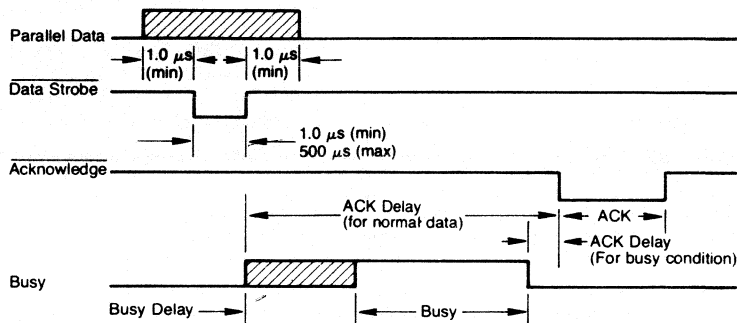 Parallel Data
1.0 μs
(min)
1.0 μs
(min)
Data Strobe
1.0 μs (min)
500 μs (max)
Acknowledge
ACK Delay
(for normal data)
ACK
ACK Delay
(For busy condition)
Busy
Busy Delay
Busy